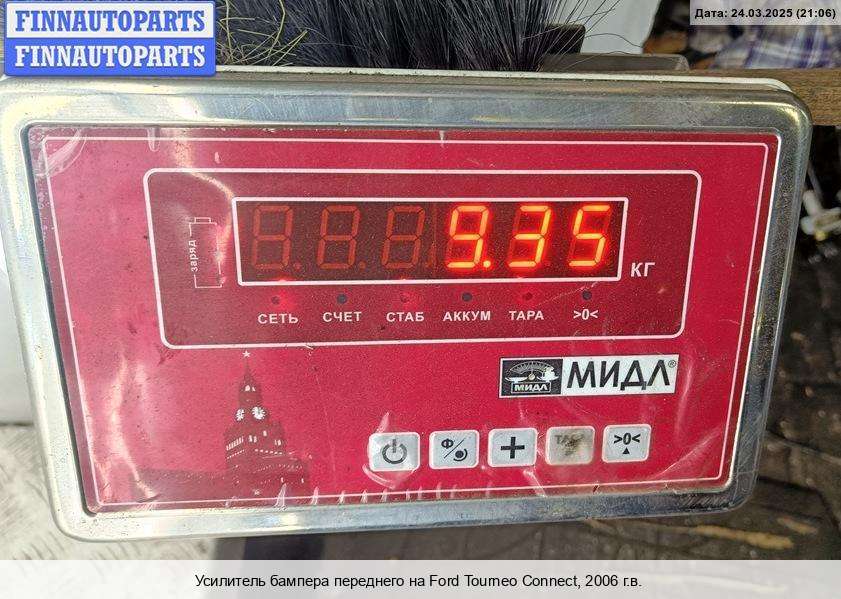 FINNAUTOPARTS
FINNAUTOPARTS
Дата: 24.03.2025 (21:06)
заряд
9.35
КГ
СЕТЬ СЧЕТ СТАБ АККУМ ТАРА >0<
МИДЛ МИДЛ®
Ф
+
>0<
Усилитель бампера переднего на Ford Tourneo Connect, 2006 г.в.